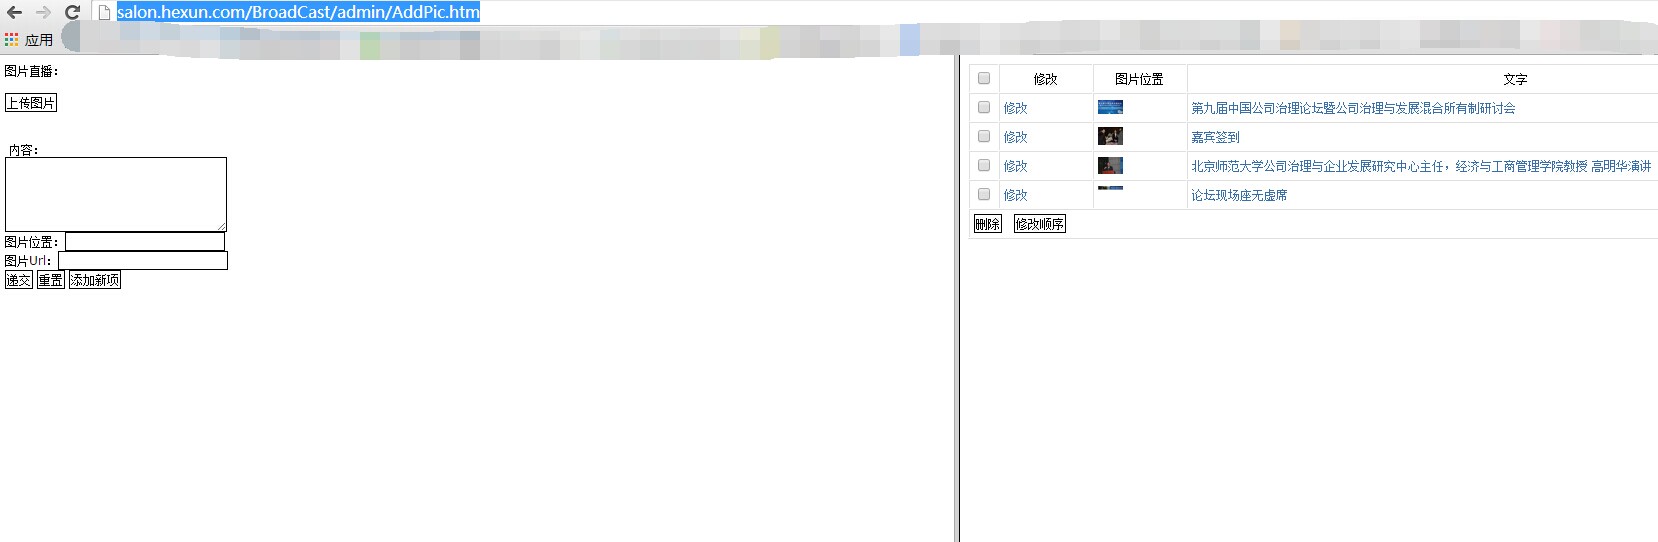 salon.hexun.com/BroadCast/admin/AddPic.htm
应用
图片直播：
上传图片
内容：
图片位置：
图片Url：
递交 重置 添加新项
修改 图片位置 文字
修改 第九届中国公司治理论坛暨公司治理与发展混合所有制研讨会
修改 嘉宾签到
修改 北京师范大学公司治理与企业发展研究中心主任，经济与工商管理学院教授 高明华演讲
修改 论坛现场座无虚席
删除 修改顺序